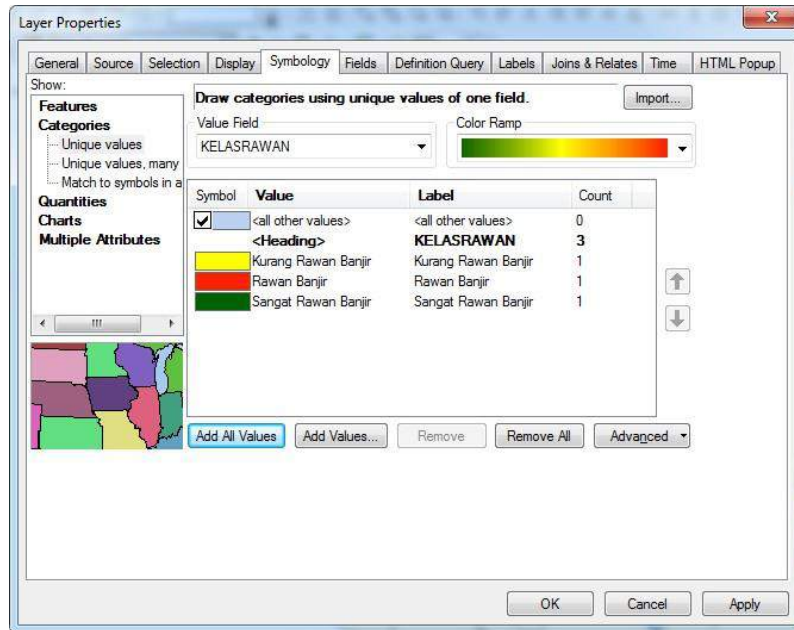 Layer Properties
General Source Selection Display Symbology Fields Definition Query Labels Joins & Relates Time HTML Popup
Show:
Features
Categories
Unique values
Unique values, many
Match to symbols in a
Quantities
Charts
Multiple Attributes
Draw categories using unique values of one field.
Import...
Value Field
KELASRAWAN
Color Ramp
Symbol Value Label Count
<all other values> <all other values> 0
<Heading> KELASRAWAN 3
Kurang Rawan Banjir Kurang Rawan Banjir 1
Rawan Banjir Rawan Banjir 1
Sangat Rawan Banjir Sangat Rawan Banjir 1
Add All Values Add Values... Remove Remove All Advanced
OK Cancel Apply